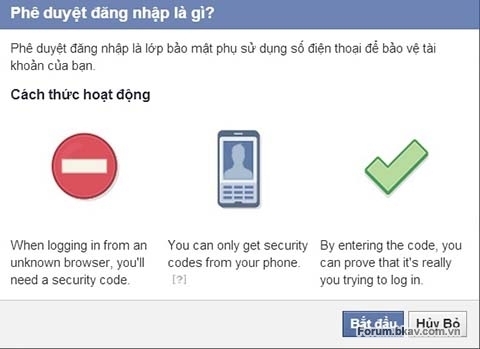 Phê duyệt đăng nhập là gì?
Phê duyệt đăng nhập là lớp bảo mật phụ sử dụng số điện thoại để bảo vệ tài
khoản của bạn.
Cách thức hoạt động
When logging in from an
unknown browser, you'll
need a security code.
You can only get security
codes from your phone.
[?]
By entering the code, you
can prove that it's really
you trying to log in.
Bắt đầu
Hủy Bỏ
Forum.bkav.com.vn